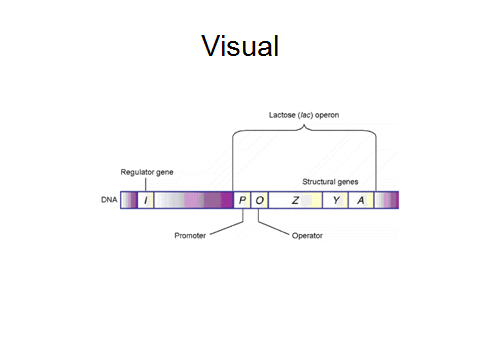 Visual
Lactose (lac) operon
Regulator gene
Structural genes
DNA I P O Z Y A
Promoter Operator